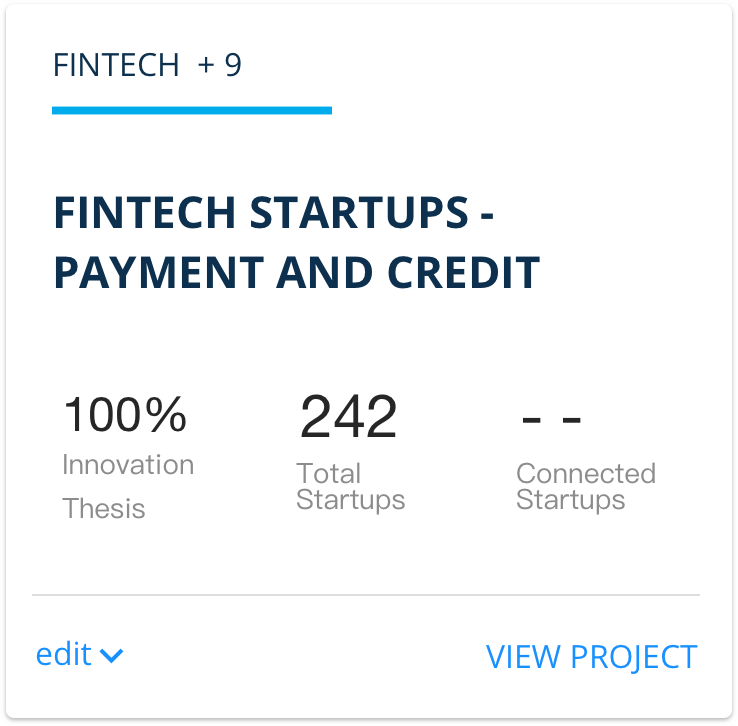 FINTECH + 9
FINTECH STARTUPS -
PAYMENT AND CREDIT
100%
Innovation
Thesis
242
Total
Startups
- -
Connected
Startups
edit
VIEW PROJECT